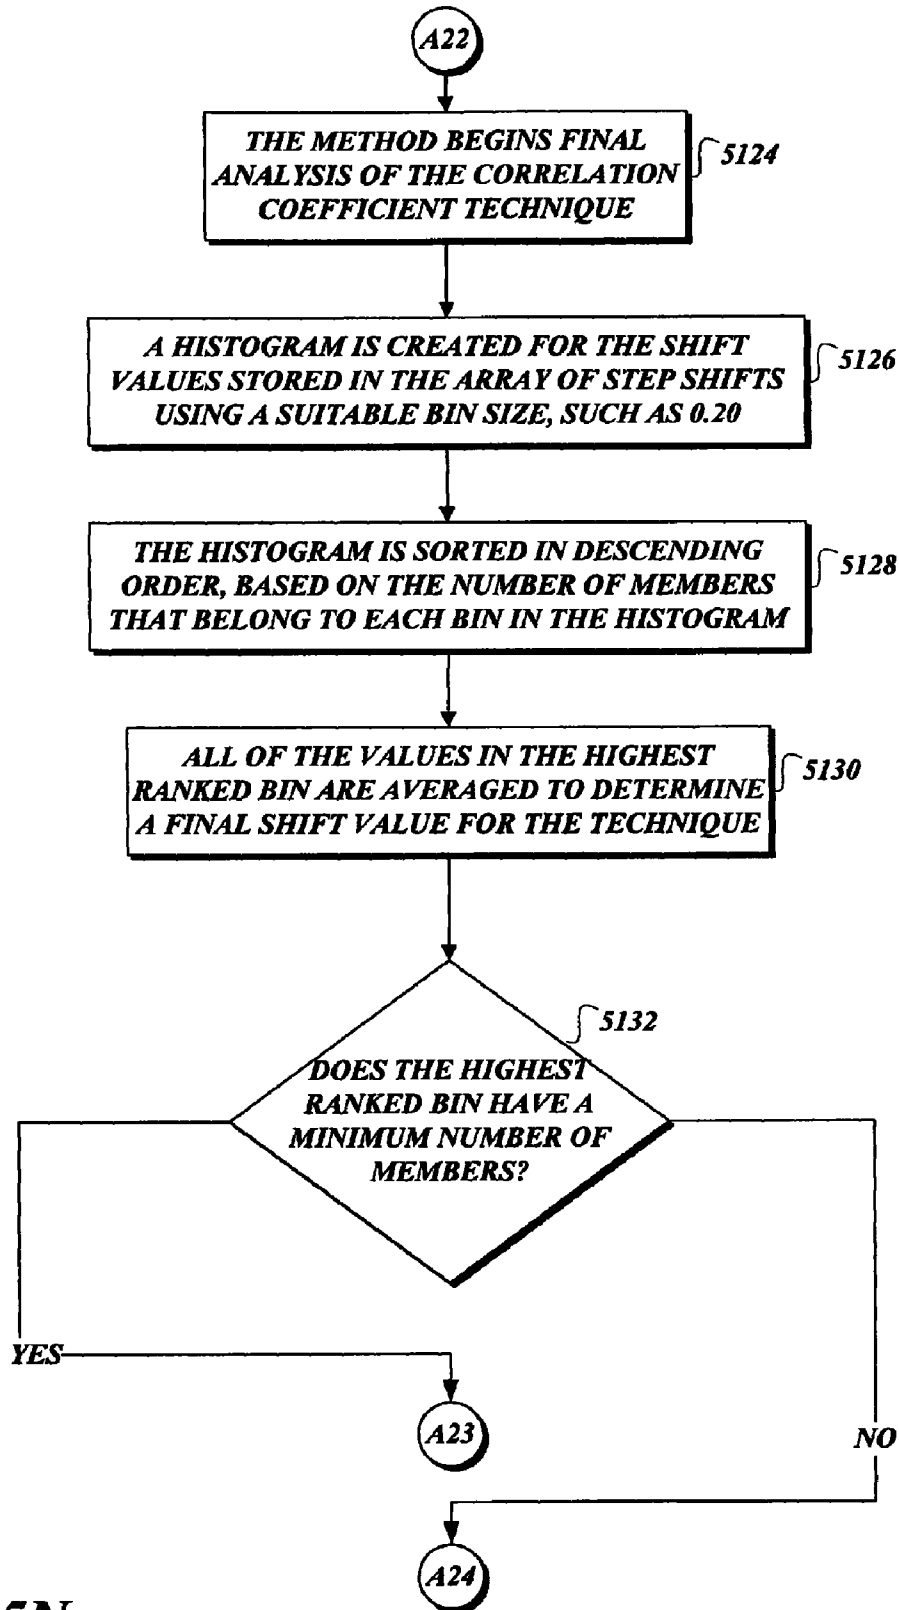 A22
THE METHOD BEGINS FINAL
ANALYSIS OF THE CORRELATION
COEFFICIENT TECHNIQUE
5124
A HISTOGRAM IS CREATED FOR THE SHIFT
VALUES STORED IN THE ARRAY OF STEP SHIFTS
USING A SUITABLE BIN SIZE, SUCH AS 0.20
5126
THE HISTOGRAM IS SORTED IN DESCENDING
ORDER, BASED ON THE NUMBER OF MEMBERS
THAT BELONG TO EACH BIN IN THE HISTOGRAM
5128
ALL OF THE VALUES IN THE HIGHEST
RANKED BIN ARE AVERAGED TO DETERMINE
A FINAL SHIFT VALUE FOR THE TECHNIQUE
5130
5132
DOES THE HIGHEST
RANKED BIN HAVE A
MINIMUM NUMBER OF
MEMBERS?
YES
A23
NO
A24